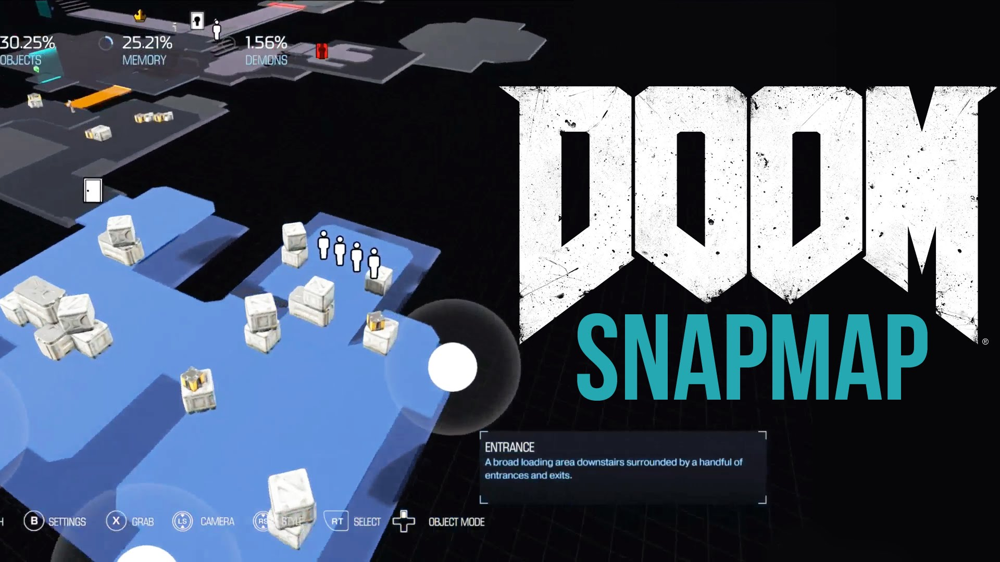 30.25%
OBJECTS
25.21%
MEMORY
1.56%
DEMONS
DOOM
®
SNAPMAP
ENTRANCE
A broad loading area downstairs surrounded by a handful of
entrances and exits.
H B SETTINGS X GRAB LS CAMERA RS STYLE RT SELECT OBJECT MODE